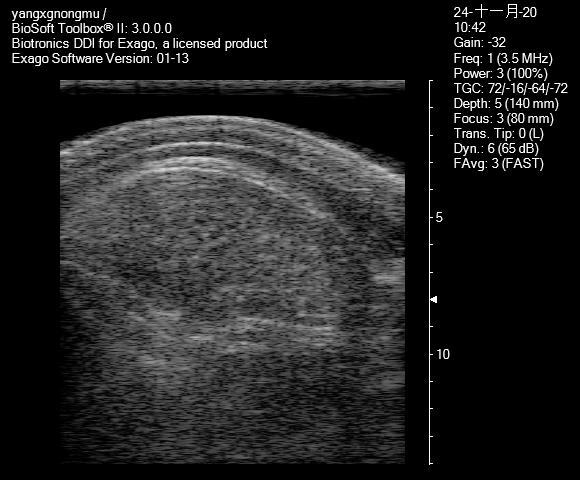 yangxgnongmu /
BioSoft Toolbox® II: 3.0.0.0
Biotronics DDI for Exago, a licensed product
Exago Software Version: 01-13
24-十一月-20
10:42
Gain: -32
Freq: 1 (3.5 MHz)
Power: 3 (100%)
TGC: 72/-16/-64/-72
Depth: 5 (140 mm)
Focus: 3 (80 mm)
Trans. Tip: 0 (L)
Dyn.: 6 (65 dB)
FAvg: 3 (FAST)
5
10